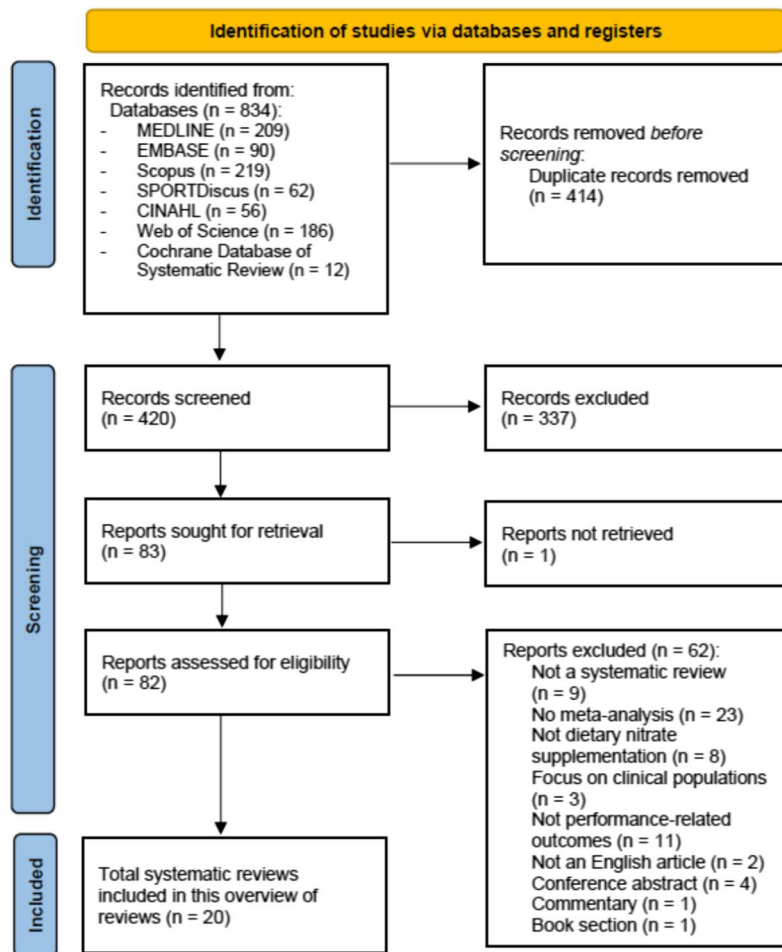 Identification of studies via databases and registers
Identification
Records identified from:
Databases (n = 834):
- MEDLINE (n = 209)
- EMBASE (n = 90)
- Scopus (n = 219)
- SPORTDiscus (n = 62)
- CINAHL (n = 56)
- Web of Science (n = 186)
- Cochrane Database of
Systematic Review (n = 12)
Records removed before
screening:
Duplicate records removed
(n = 414)
Screening
Records screened
(n = 420)
Records excluded
(n = 337)
Reports sought for retrieval
(n = 83)
Reports not retrieved
(n = 1)
Reports assessed for eligibility
(n = 82)
Reports excluded (n = 62):
Not a systematic review
(n = 9)
No meta-analysis (n = 23)
Not dietary nitrate
supplementation (n = 8)
Focus on clinical populations
(n = 3)
Not performance-related
outcomes (n = 11)
Not an English article (n = 2)
Conference abstract (n = 4)
Commentary (n = 1)
Book section (n = 1)
Included
Total systematic reviews
included in this overview of
reviews (n = 20)